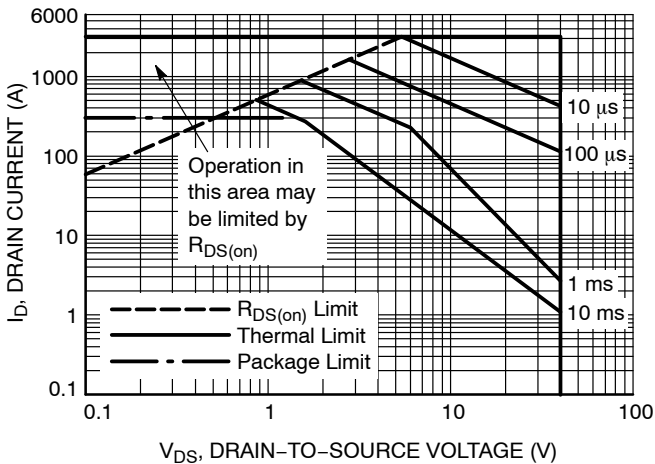 6000
1000
100
10
1
0.1
I_D, DRAIN CURRENT (A)
10 µs
100 µs
1 ms
10 ms
Operation in
this area may
be limited by
R_DS(on)
R_DS(on) Limit
Thermal Limit
Package Limit
0.1
1
10
100
V_DS, DRAIN−TO−SOURCE VOLTAGE (V)